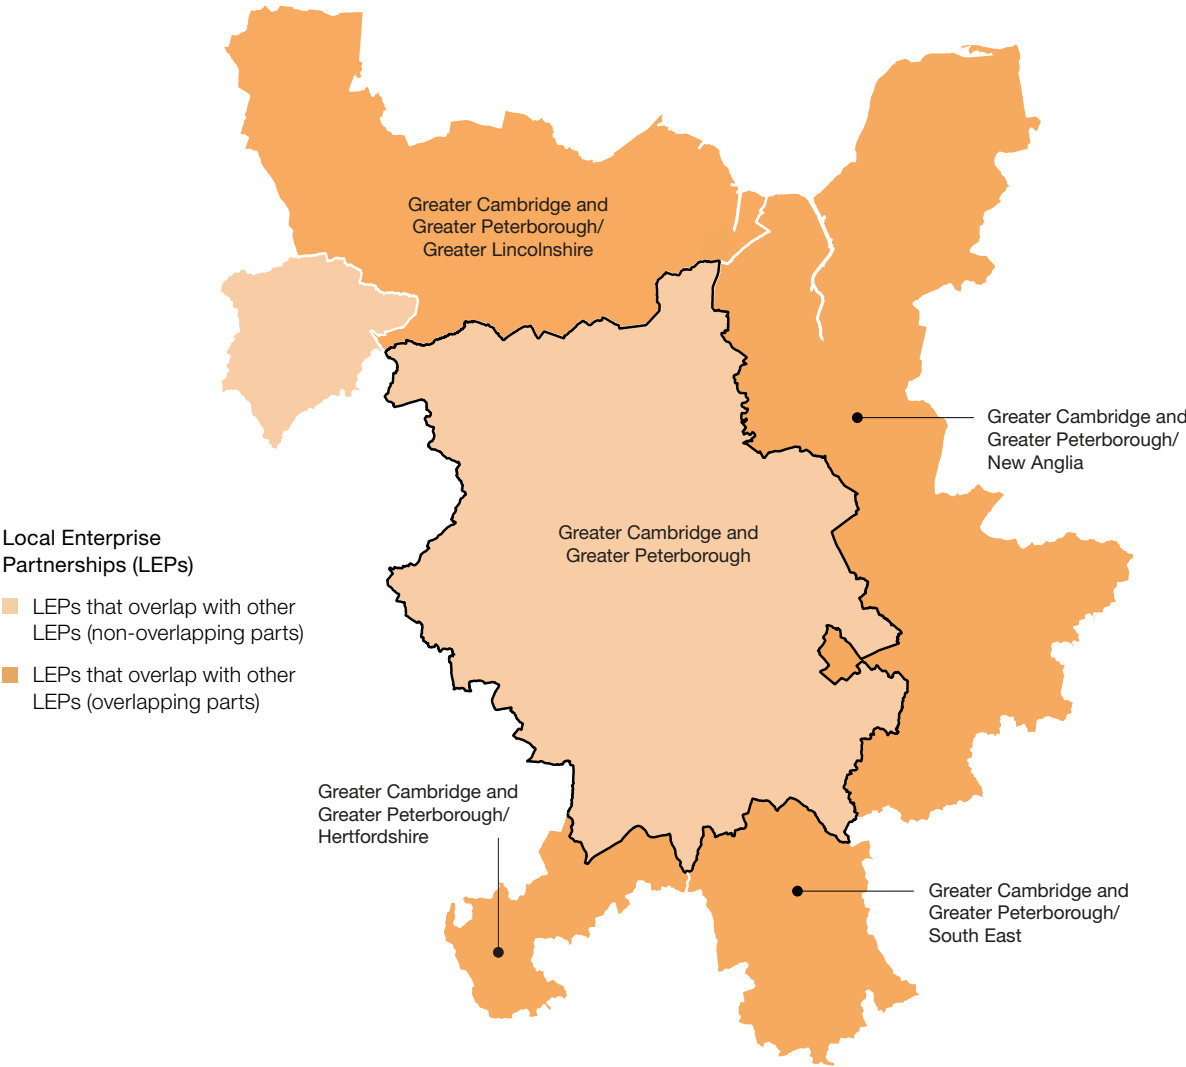 Greater Cambridge and
Greater Peterborough/
Greater Lincolnshire
Greater Cambridge and
Greater Peterborough/
New Anglia
Greater Cambridge and
Greater Peterborough
Local Enterprise
Partnerships (LEPs)
LEPs that overlap with other
LEPs (non-overlapping parts)
LEPs that overlap with other
LEPs (overlapping parts)
Greater Cambridge and
Greater Peterborough/
Hertfordshire
Greater Cambridge and
Greater Peterborough/
South East